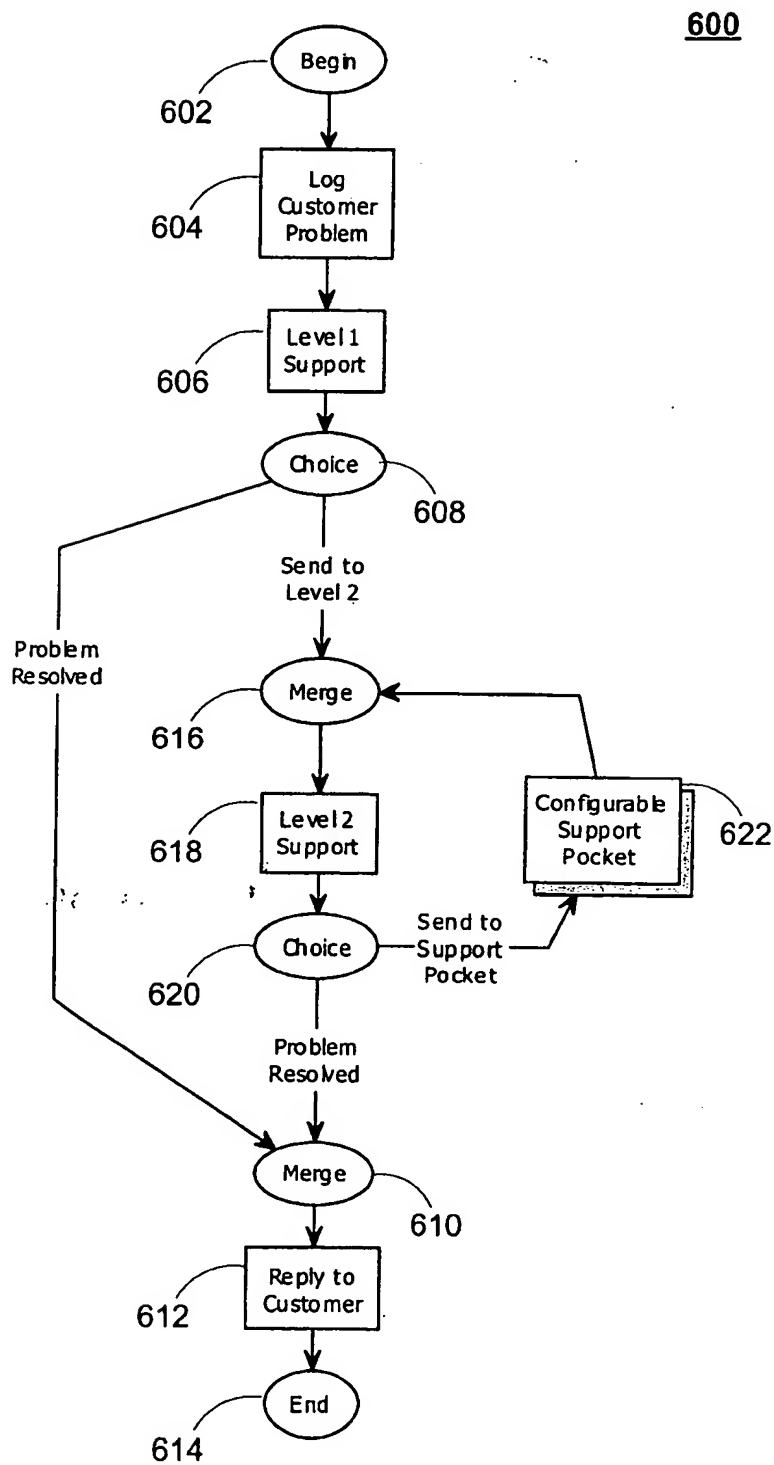 600
Begin
602
Log
Customer
Problem
604
Level 1
Support
606
Choice
608
Send to
Level 2
Problem
Resolved
Merge
616
Level 2
Support
618
Configurable
Support
Pocket
622
Choice
620
Send to
Support
Pocket
Problem
Resolved
Merge
610
Reply to
Customer
612
End
614